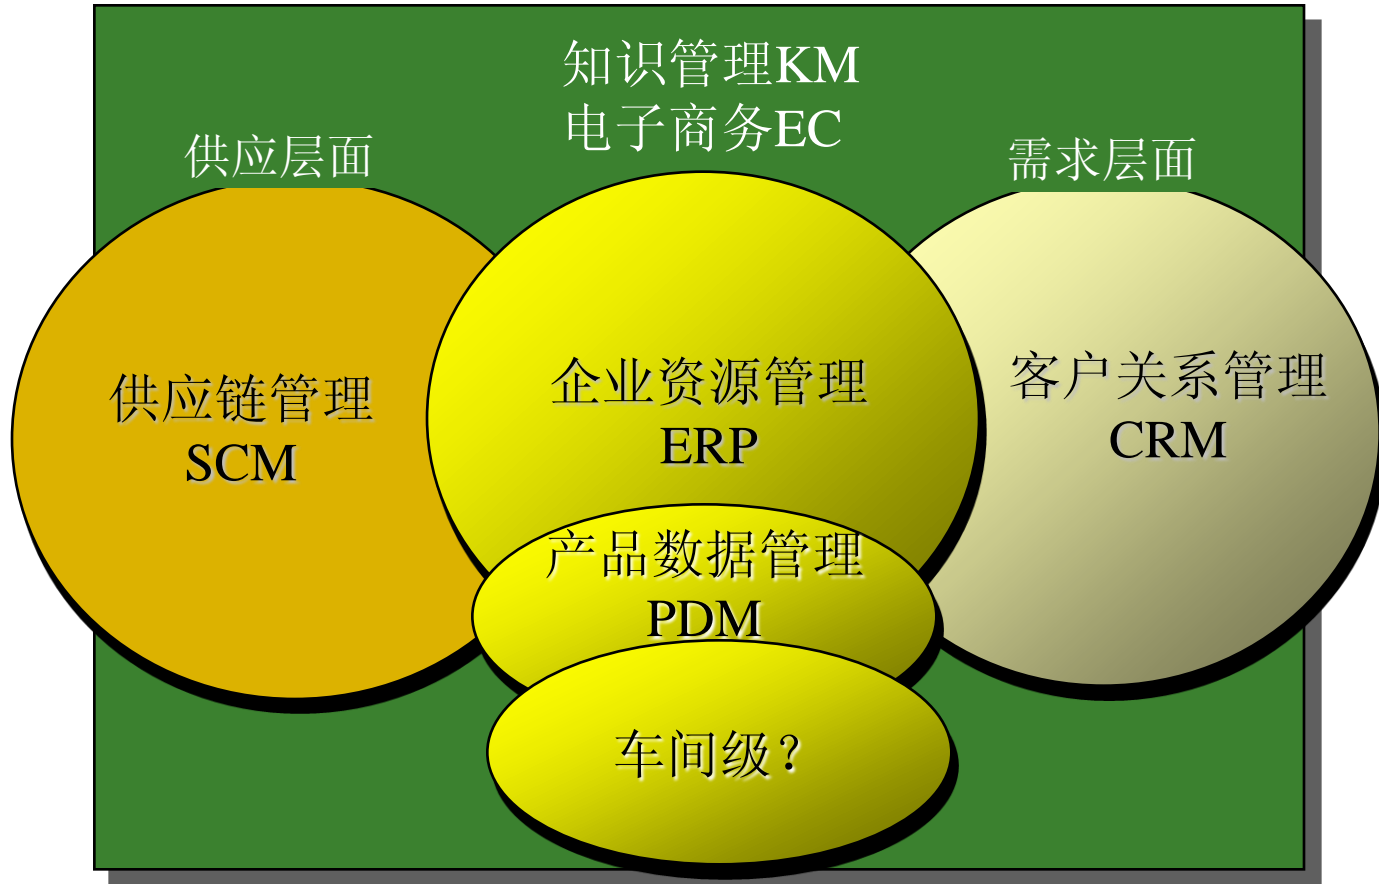 知识管理KM
电子商务EC
供应层面
需求层面
供应链管理
SCM
企业资源管理
ERP
客户关系管理
CRM
产品数据管理
PDM
车间级？